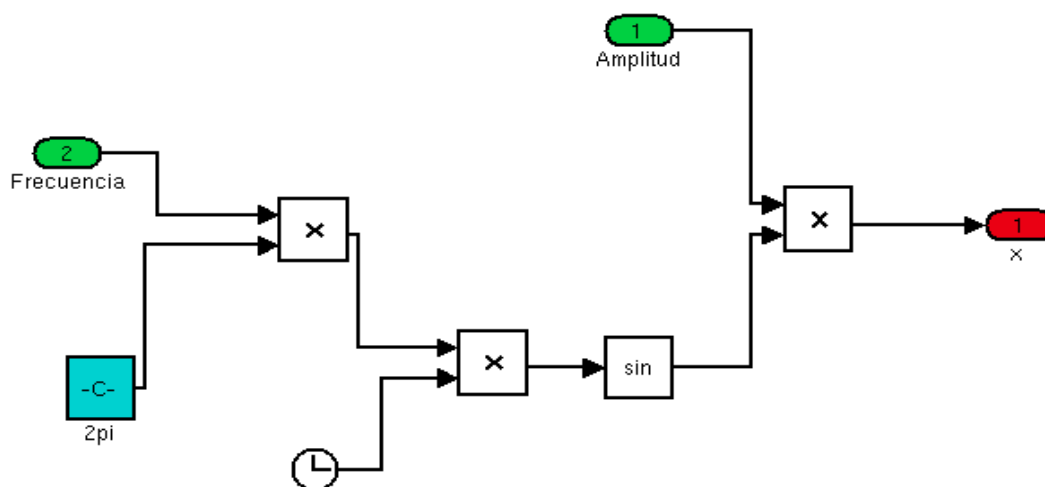 1
Amplitud
2
Frecuencia
×
×
1
x
×
sin
-C-
2pi